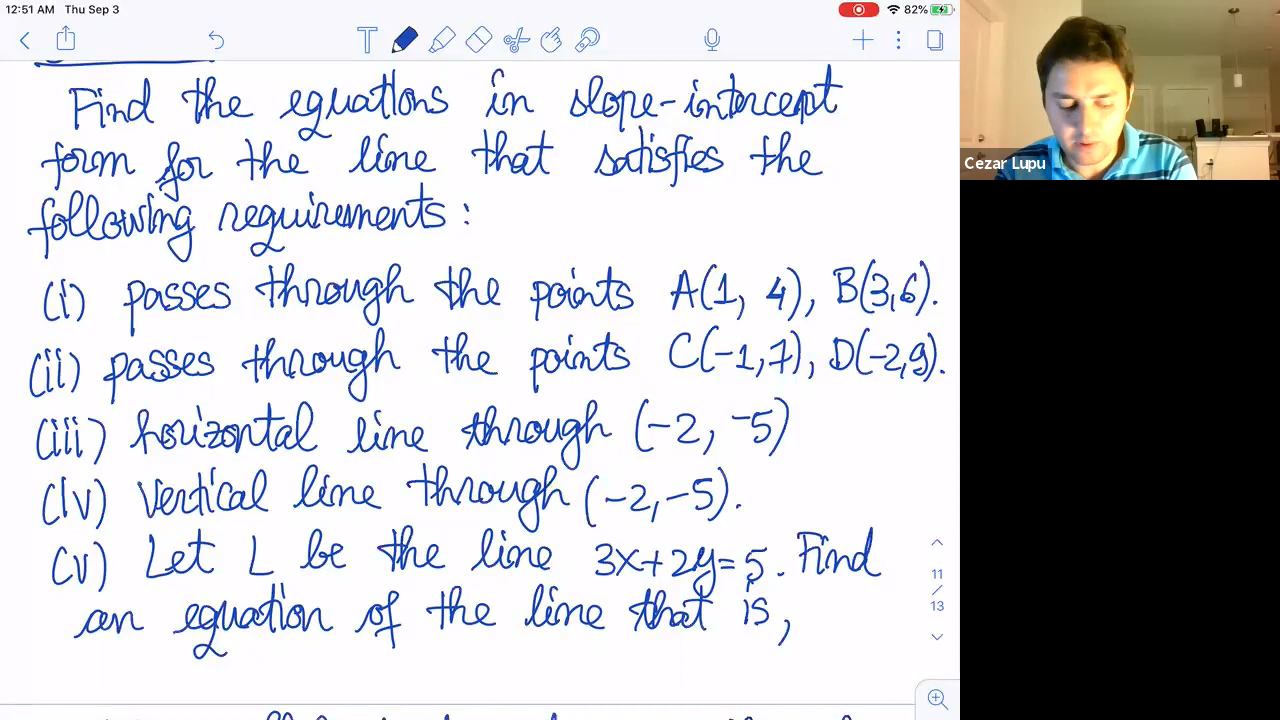 12:51 AM Thu Sep 3
82%
Find the equations in slope-intercept
form for the line that satisfies the
following requirements:
(i) passes through the points A(1, 4), B(3,6).
(ii) passes through the points C(-1,7), D(-2,9).
(iii) horizontal line through (-2, -5)
(iv) vertical line through (-2,-5).
(v) Let L be the line 3x+2y=5. Find
an equation of the line that is,
11
/
13
Cezar Lupu